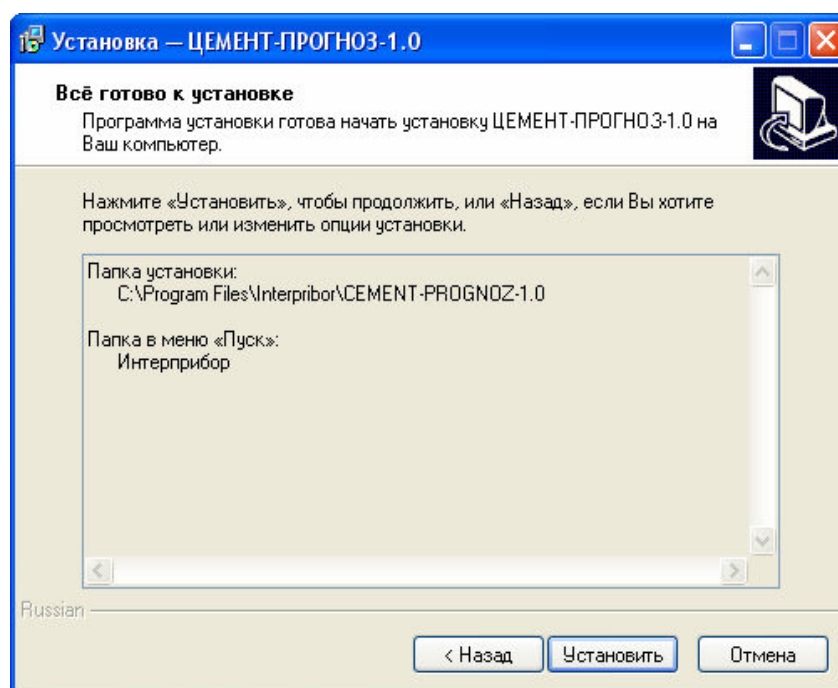 Установка — ЦЕМЕНТ-ПРОГНОЗ-1.0
Всё готово к установке
Программа установки готова начать установку ЦЕМЕНТ-ПРОГНОЗ-1.0 на
Ваш компьютер.
Нажмите «Установить», чтобы продолжить, или «Назад», если Вы хотите
просмотреть или изменить опции установки.
Папка установки:
C:\Program Files\Interpribor\CEMENT-PROGNOZ-1.0
Папка в меню «Пуск»:
Интерприбор
Russian
< Назад
Установить
Отмена